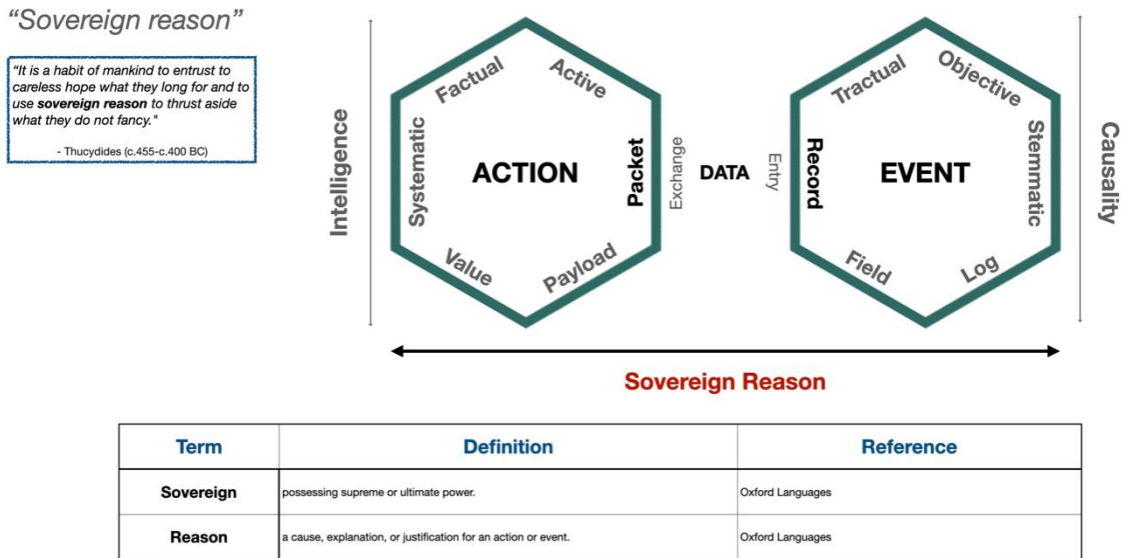 “Sovereign reason”
"It is a habit of mankind to entrust to
careless hope what they long for and to
use sovereign reason to thrust aside
what they do not fancy."
- Thucydides (c.455-c.400 BC)
Intelligence
Factual
Active
Systematic
ACTION
Packet
Value
Payload
Exchange
DATA
Entry
Tractual
Objective
Record
EVENT
Stemmatic
Field
Log
Causality
Sovereign Reason
Term Definition Reference
Sovereign possessing supreme or ultimate power. Oxford Languages
Reason a cause, explanation, or justification for an action or event. Oxford Languages